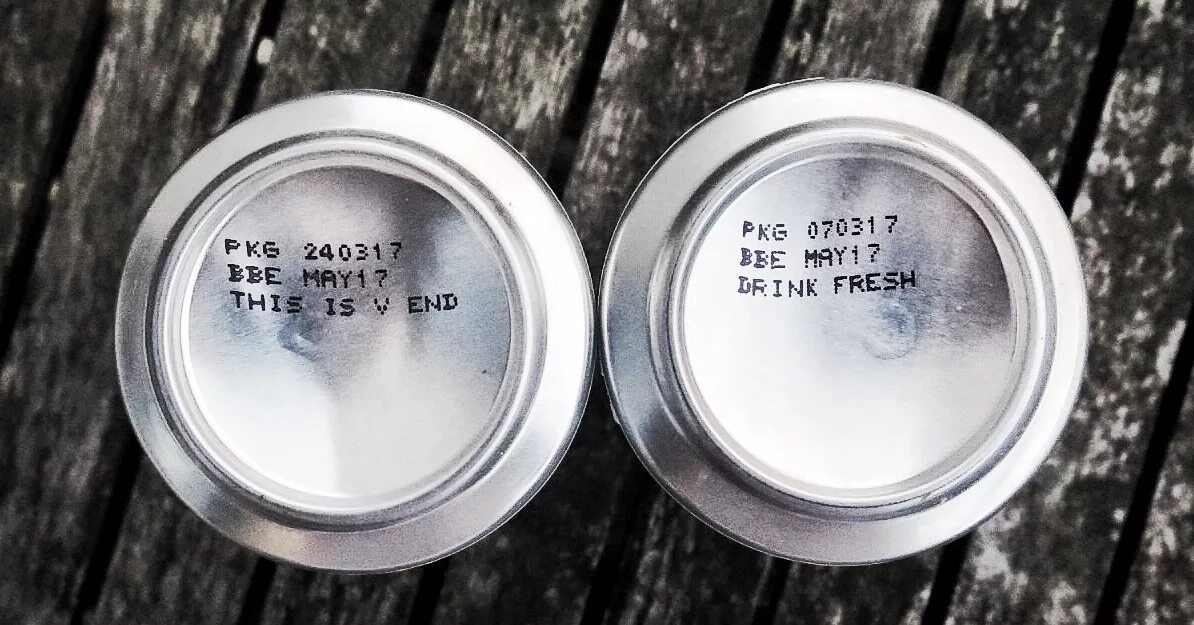 PKG 240317
BBE MAY17
THIS IS V END
PKG 070317
BBE MAY17
DRINK FRESH